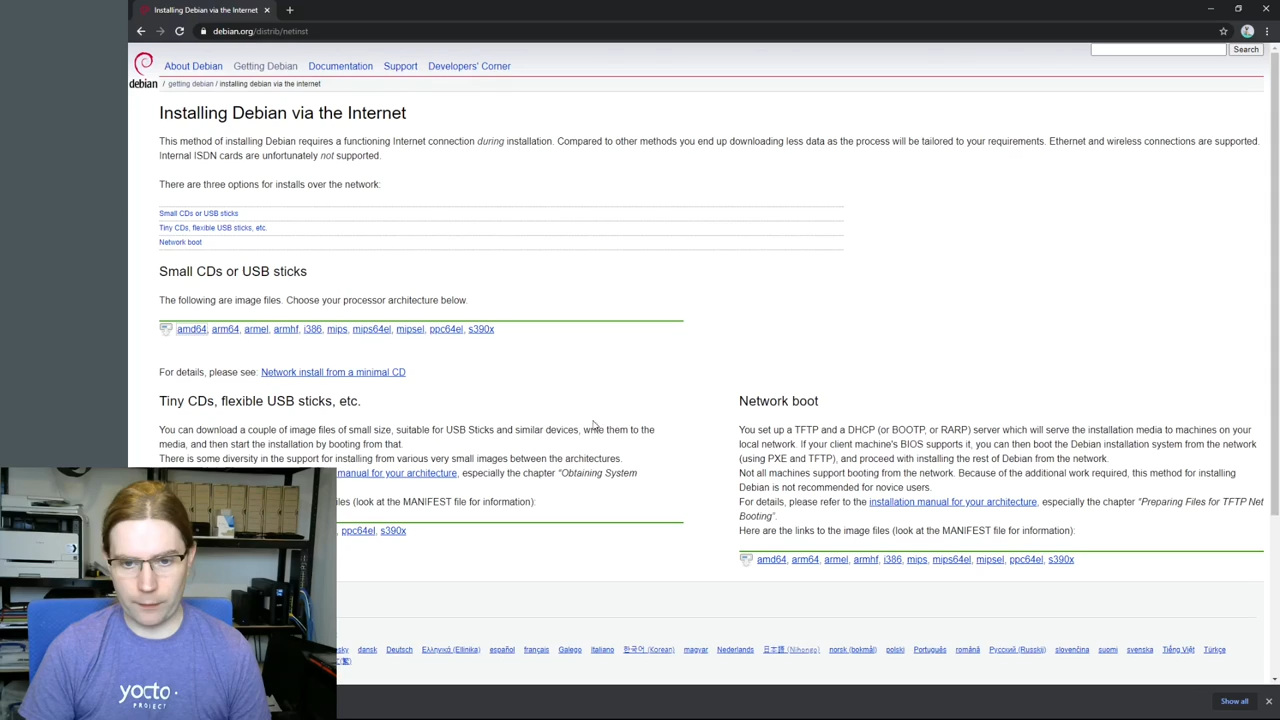 Installing Debian via the Internet
debian.org/distrib/netinst
Search
debian
About Debian Getting Debian Documentation Support Developers' Corner
/ getting debian / installing debian via the internet
Installing Debian via the Internet
This method of installing Debian requires a functioning Internet connection during installation. Compared to other methods you end up downloading less data as the process will be tailored to your requirements. Ethernet and wireless connections are supported.
Internal ISDN cards are unfortunately not supported.
There are three options for installs over the network:
Small CDs or USB sticks
Tiny CDs, flexible USB sticks, etc.
Network boot
Small CDs or USB sticks
The following are image files. Choose your processor architecture below.
amd64, arm64, armel, armhf, i386, mips, mips64el, mipsel, ppc64el, s390x
For details, please see: Network install from a minimal CD
Tiny CDs, flexible USB sticks, etc.
You can download a couple of image files of small size, suitable for USB Sticks and similar devices, write them to the
media, and then start the installation by booting from that.
There is some diversity in the support for installing from various very small images between the architectures.
manual for your architecture, especially the chapter “Obtaining System
les (look at the MANIFEST file for information):
ppc64el, s390x
Network boot
You set up a TFTP and a DHCP (or BOOTP, or RARP) server which will serve the installation media to machines on your
local network. If your client machine's BIOS supports it, you can then boot the Debian installation system from the network
(using PXE and TFTP), and proceed with installing the rest of Debian from the network.
Not all machines support booting from the network. Because of the additional work required, this method for installing
Debian is not recommended for novice users.
For details, please refer to the installation manual for your architecture, especially the chapter “Preparing Files for TFTP Net
Booting”.
Here are the links to the image files (look at the MANIFEST file for information):
amd64, arm64, armel, armhf, i386, mips, mips64el, mipsel, ppc64el, s390x
esky dansk Deutsch Ελληνικά (Ellinika) español français Galego Italiano 한국어 (Korean) magyar Nederlands 日本語 (Nihongo) norsk (bokmål) polski Português română Русский (Russkij) slovenčina suomi svenska Tiếng Việt Türkçe
yocto
PROJECT
Show all